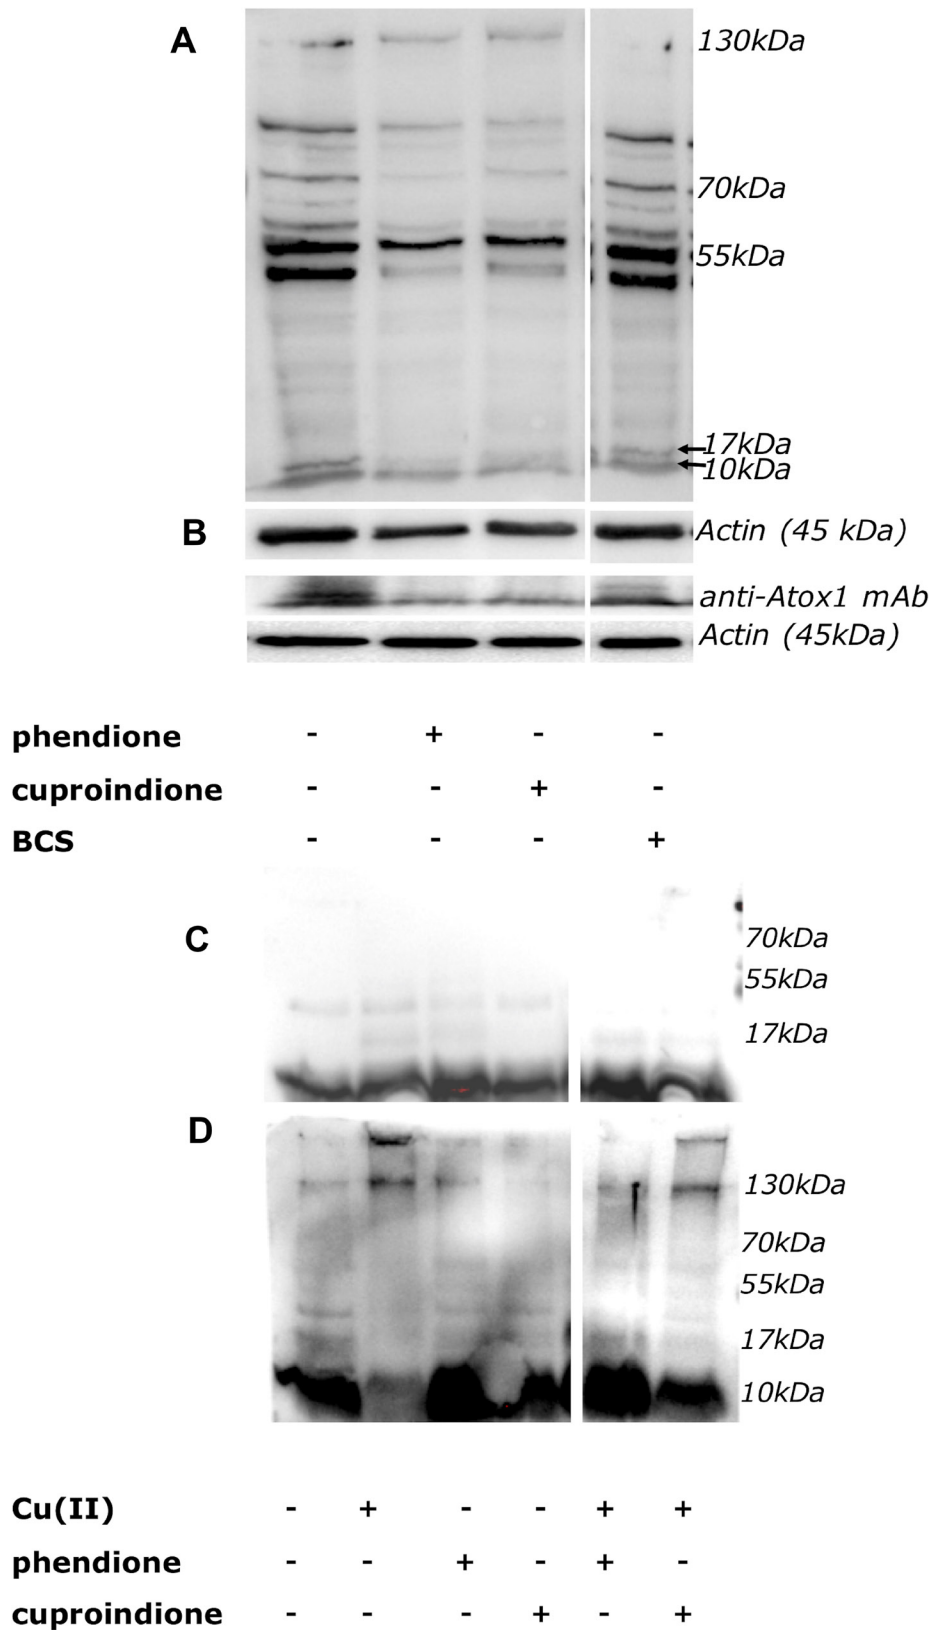 A
130kDa
70kDa
55kDa
17kDa
10kDa
B
Actin (45 kDa)
anti-Atox1 mAb
Actin (45kDa)
phendione - + - -
cuproindione - - + -
BCS - - - +
C
70kDa
55kDa
17kDa
D
130kDa
70kDa
55kDa
17kDa
10kDa
Cu(II) - + - - + +
phendione - - + - + -
cuproindione - - - + - +